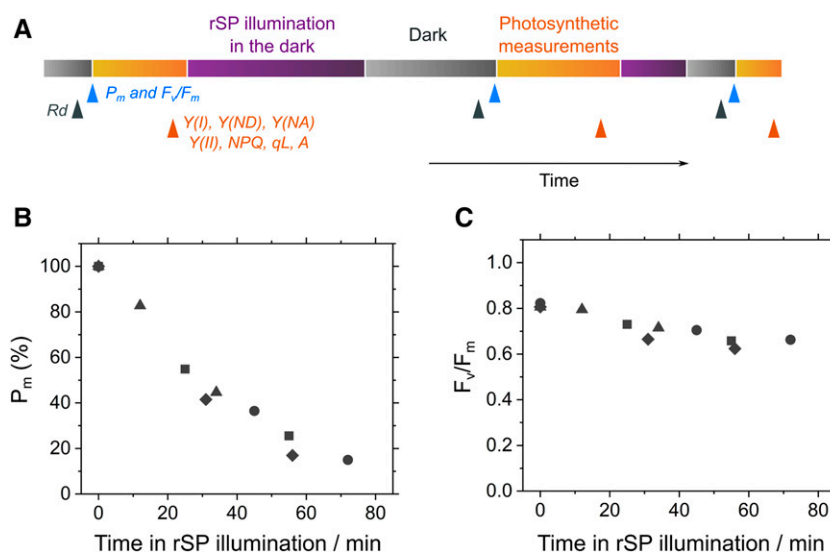 A
rSP illumination
in the dark
Dark
Photosynthetic
measurements
Rd
Pm and Fv/Fm
Y(I), Y(ND), Y(NA)
Y(II), NPQ, qL, A
Time
B
Pm (%)
100
80
60
40
20
0
0 20 40 60 80
Time in rSP illumination / min
C
Fv/Fm
1.0
0.8
0.6
0.4
0.2
0.0
0 20 40 60 80
Time in rSP illumination / min